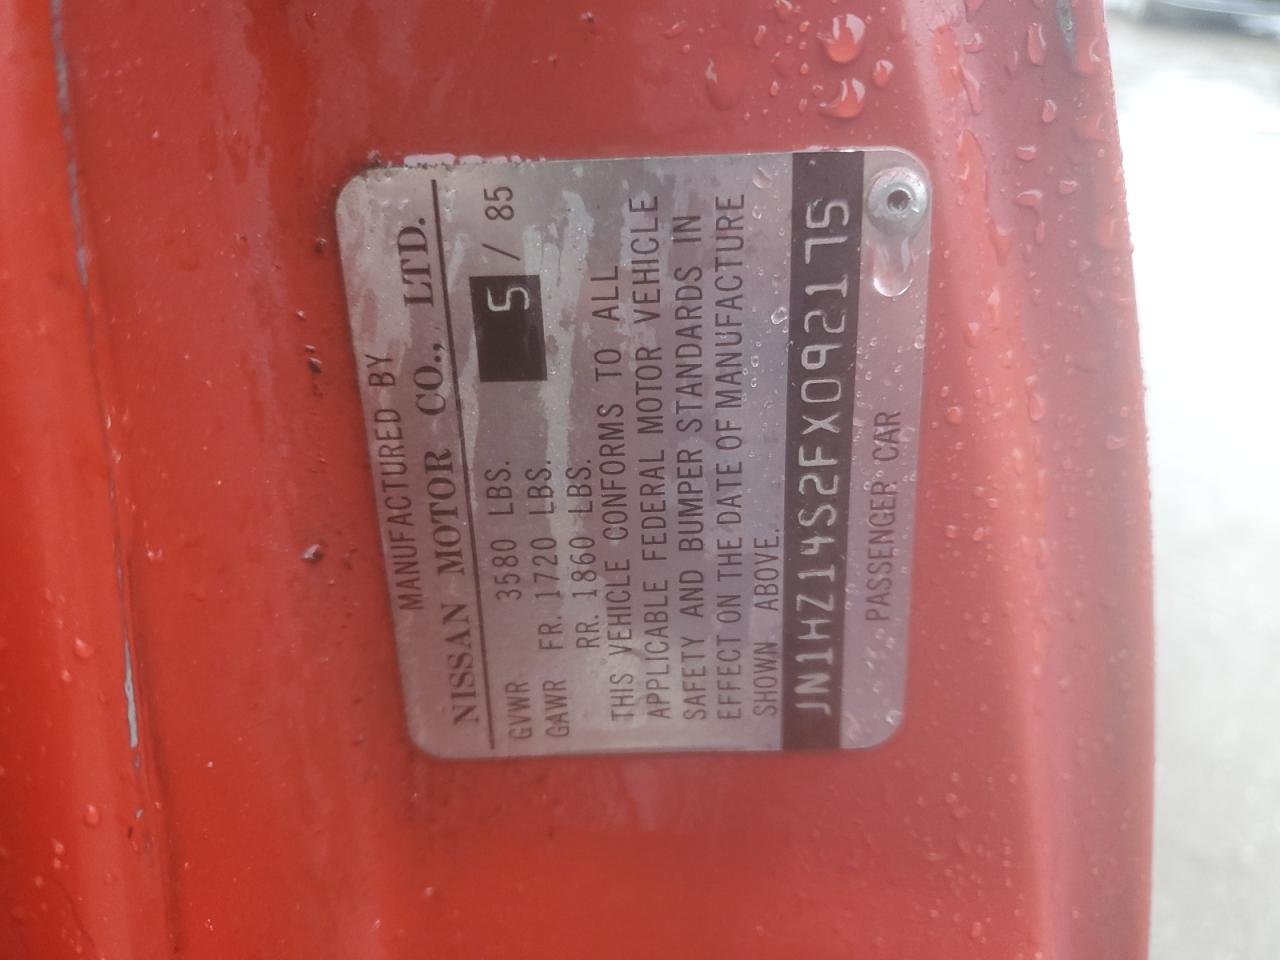 MANUFACTURED BY
NISSAN MOTOR CO., LTD.
GVWR 3580 LBS. 5 / 85
GAWR FR. 1720 LBS.
RR. 1860 LBS.
THIS VEHICLE CONFORMS TO ALL
APPLICABLE FEDERAL MOTOR VEHICLE
SAFETY AND BUMPER STANDARDS IN
EFFECT ON THE DATE OF MANUFACTURE
SHOWN ABOVE.
JN1HZ14S2FX092175
PASSENGER CAR